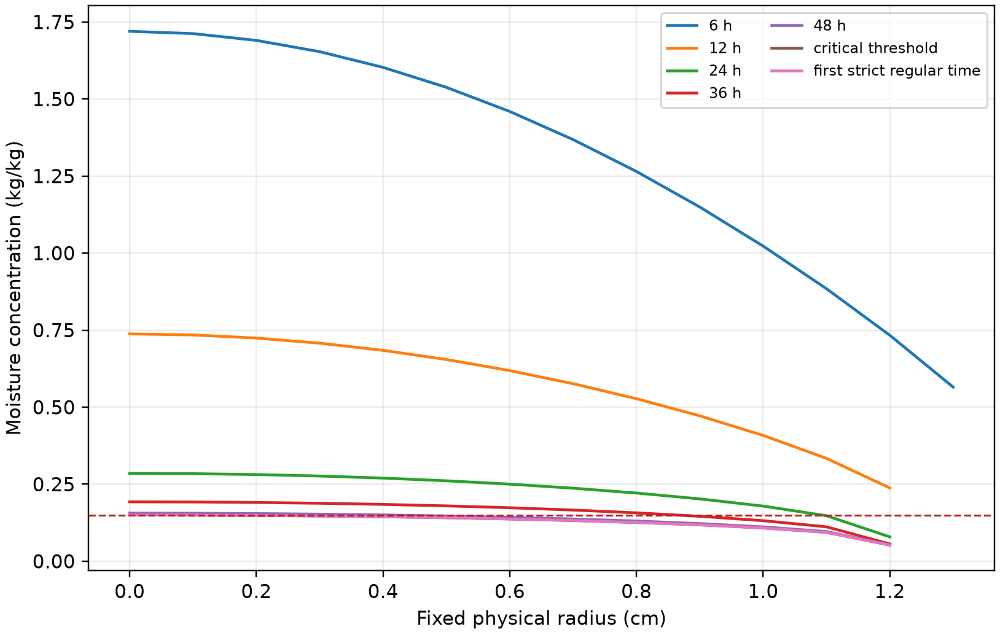 1.75
1.50
1.25
1.00
0.75
0.50
0.25
0.00
Moisture concentration (kg/kg)
6 h
12 h
24 h
36 h
48 h
critical threshold
first strict regular time
0.0 0.2 0.4 0.6 0.8 1.0 1.2
Fixed physical radius (cm)